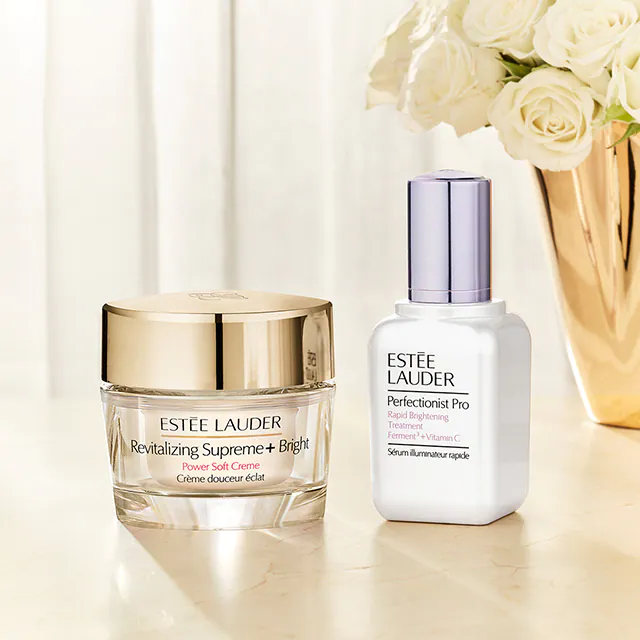 ESTĒE LAUDER
Revitalizing Supreme+ Bright
Power Soft Creme
Crème douceur éclat
ESTĒE
LAUDER
Perfectionist Pro
Rapid Brightening
Treatment
Ferment³ + Vitamin C
Sérum illuminateur rapide